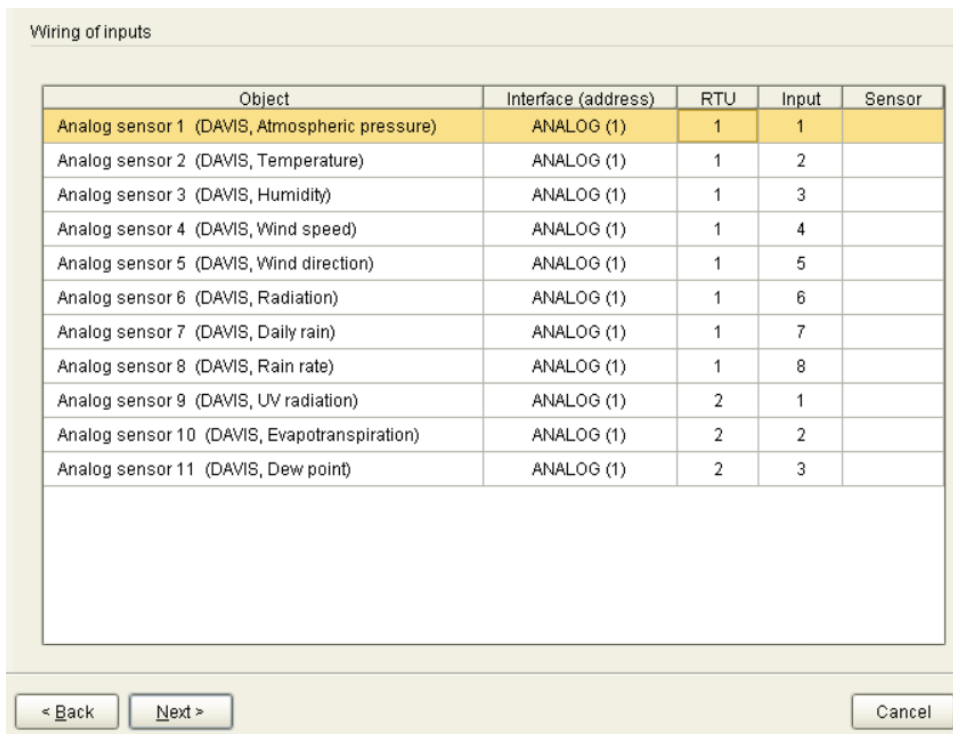 Wiring of inputs
Object Interface (address) RTU Input Sensor
Analog sensor 1 (DAVIS, Atmospheric pressure) ANALOG (1) 1 1
Analog sensor 2 (DAVIS, Temperature) ANALOG (1) 1 2
Analog sensor 3 (DAVIS, Humidity) ANALOG (1) 1 3
Analog sensor 4 (DAVIS, Wind speed) ANALOG (1) 1 4
Analog sensor 5 (DAVIS, Wind direction) ANALOG (1) 1 5
Analog sensor 6 (DAVIS, Radiation) ANALOG (1) 1 6
Analog sensor 7 (DAVIS, Daily rain) ANALOG (1) 1 7
Analog sensor 8 (DAVIS, Rain rate) ANALOG (1) 1 8
Analog sensor 9 (DAVIS, UV radiation) ANALOG (1) 2 1
Analog sensor 10 (DAVIS, Evapotranspiration) ANALOG (1) 2 2
Analog sensor 11 (DAVIS, Dew point) ANALOG (1) 2 3
< Back Next > Cancel